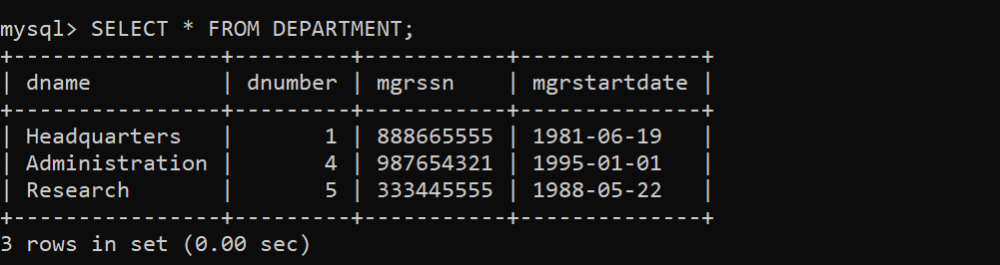 mysql> SELECT * FROM DEPARTMENT;
+----------------+---------+-----------+--------------+
| dname          | dnumber | mgrssn    | mgrstartdate |
+----------------+---------+-----------+--------------+
| Headquarters   |       1 | 888665555 | 1981-06-19   |
| Administration |       4 | 987654321 | 1995-01-01   |
| Research       |       5 | 333445555 | 1988-05-22   |
+----------------+---------+-----------+--------------+
3 rows in set (0.00 sec)